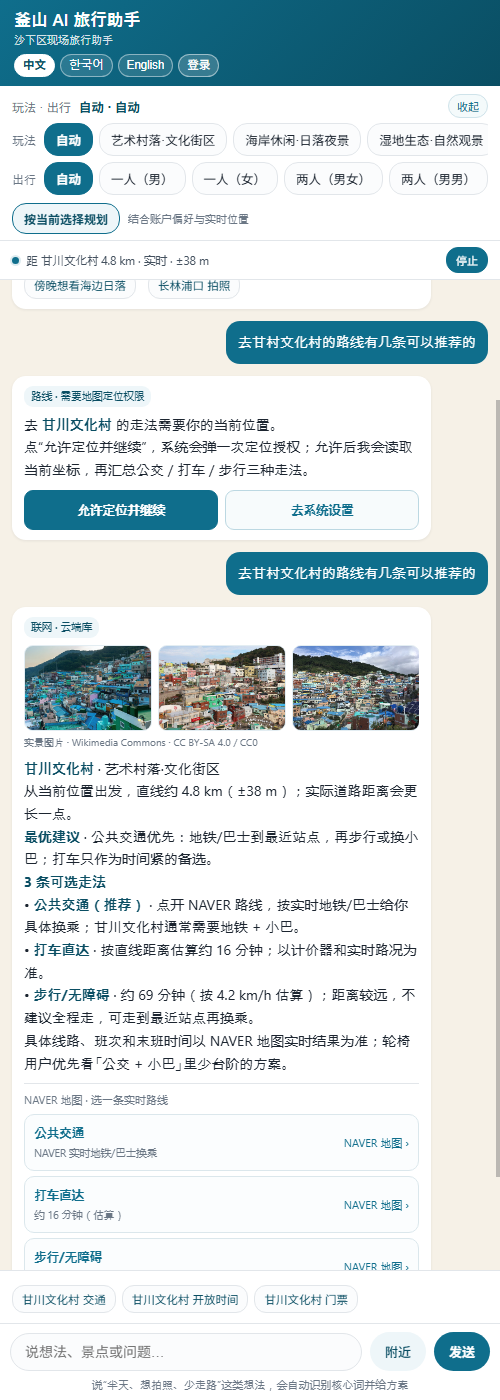 釜山 AI 旅行助手
沙下区现场旅行助手
中文 한국어 English 登录
玩法 · 出行 自动 · 自动 收起
玩法 自动 艺术村落·文化街区 海岸休闲·日落夜景 湿地生态·自然观景
出行 自动 一人（男） 一人（女） 两人（男女） 两人（男男）
按当前选择规划 结合账户偏好与实时位置
距 甘川文化村 4.8 km · 实时 · ±38 m 停止
傍晚想看海边日落 长林浦口 拍照
去甘村文化村的路线有几条可以推荐的
路线 · 需要地图定位权限
去 甘川文化村 的走法需要你的当前位置。
点“允许定位并继续”，系统会弹一次定位授权；允许后我会读取
当前坐标，再汇总公交 / 打车 / 步行三种走法。
允许定位并继续 去系统设置
去甘村文化村的路线有几条可以推荐的
联网 · 云端库
实景图片 · Wikimedia Commons · CC BY-SA 4.0 / CC0
甘川文化村 · 艺术村落·文化街区
从当前位置出发，直线约 4.8 km（±38 m）；实际道路距离会更
长一点。
最优建议 · 公共交通优先：地铁/巴士到最近站点，再步行或换小
巴；打车只作为时间紧的备选。
3 条可选走法
• 公共交通（推荐）· 点开 NAVER 路线，按实时地铁/巴士给你
具体换乘；甘川文化村通常需要地铁 + 小巴。
• 打车直达 · 按直线距离估算约 16 分钟；以计价器和实时路况为
准。
• 步行/无障碍 · 约 69 分钟（按 4.2 km/h 估算）；距离较远，不
建议全程走，可走到最近站点再换乘。
具体线路、班次和末班时间以 NAVER 地图实时结果为准；轮椅
用户优先看「公交 + 小巴」里少台阶的方案。
NAVER 地图 · 选一条实时路线
公共交通
NAVER 实时地铁/巴士换乘
NAVER 地图 ›
打车直达
约 16 分钟（估算）
NAVER 地图 ›
步行/无障碍
NAVER 地图 ›
甘川文化村 交通 甘川文化村 开放时间 甘川文化村 门票
说想法、景点或问题... 附近 发送
说“半天、想拍照、少走路”这类想法，会自动识别核心词并给方案